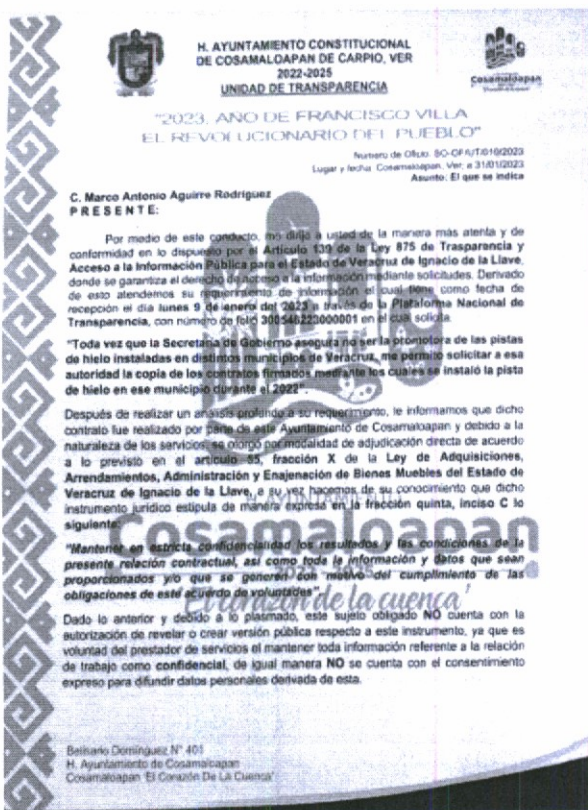 H. AYUNTAMIENTO CONSTITUCIONAL
DE COSAMALOAPAN DE CARPIO, VER
2022-2025
UNIDAD DE TRANSPARENCIA
Cosamaloapan
"2023, AÑO DE FRANCISCO VILLA
EL REVOLUCIONARIO DEL PUEBLO"
Número de Oficio: SO-OF/UT/010/2023
Lugar y fecha: Cosamaloapan, Ver, a 31/01/2023
Asunto: El que se indica
C. Marco Antonio Aguirre Rodríguez
P R E S E N T E:
Por medio de este conducto, me dirijo a usted de la manera más atenta y de
conformidad en lo dispuesto por el Artículo 139 de la Ley 875 de Trasparencia y
Acceso a la Información Pública para el Estado de Veracruz de Ignacio de la Llave,
donde se garantiza el derecho de acceso a la información mediante solicitudes. Derivado
de esto atendemos su requerimiento de información el cual tiene como fecha de
recepción el día lunes 9 de enero del 2023 a través de la Plataforma Nacional de
Transparencia, con número de folio 300546223000001 en el cual solicita.
"Toda vez que la Secretaría de Gobierno asegura no ser la promotora de las pistas
de hielo instaladas en distintos municipios de Veracruz, me permito solicitar a esa
autoridad la copia de los contratos firmados mediante los cuales se instaló la pista
de hielo en ese municipio durante el 2022".
Después de realizar un análisis profundo a su requerimiento, le informamos que dicho
contrato fue realizado por parte de este Ayuntamiento de Cosamaloapan y debido a la
naturaleza de los servicios, se otorgó por modalidad de adjudicación directa de acuerdo
a lo previsto en el artículo 55, fracción X de la Ley de Adquisiciones,
Arrendamientos, Administración y Enajenación de Bienes Muebles del Estado de
Veracruz de Ignacio de la Llave, a su vez hacemos de su conocimiento que dicho
instrumento jurídico estipula de manera expresa en la fracción quinta, inciso C lo
siguiente:
AYUNTAMIENTO
Cosamaloapan
"Mantener en estricta confidencialidad los resultados y las condiciones de la
presente relación contractual, así como toda la información y datos que sean
proporcionados y/o que se generen con motivo del cumplimiento de las
obligaciones de este acuerdo de voluntades".
"El corazón de la cuenca"
Dado lo anterior y debido a lo plasmado, este sujeto obligado NO cuenta con la
autorización de revelar o crear versión pública respecto a este instrumento, ya que es
voluntad del prestador de servicios el mantener toda información referente a la relación
de trabajo como confidencial, de igual manera NO se cuenta con el consentimiento
expreso para difundir datos personales derivada de esta.
Belisario Domínguez N° 401
H. Ayuntamiento de Cosamaloapan
Cosamaloapan "El Corazón De La Cuenca"